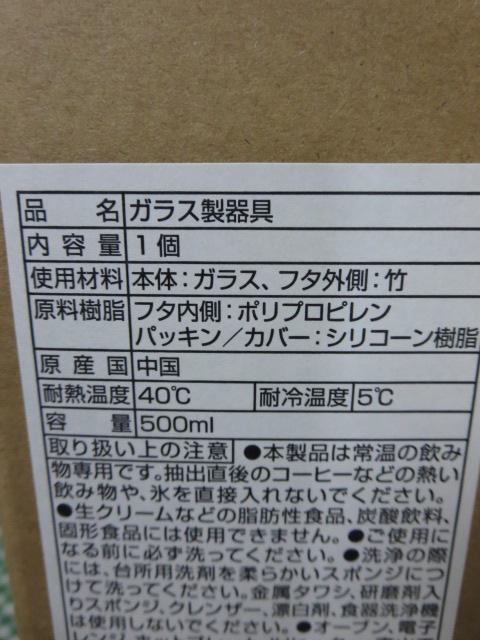 品名 ガラス製器具
内容量 1個
使用材料 本体：ガラス、フタ外側：竹
原料樹脂 フタ内側：ポリプロピレン
パッキン／カバー：シリコーン樹脂
原産国 中国
耐熱温度 40℃ 耐冷温度 5℃
容量 500ml
取り扱い上の注意 ●本製品は常温の飲み
物専用です。抽出直後のコーヒーなどの熱い
飲み物や、氷を直接入れないでください。
●生クリームなどの脂肪性食品、炭酸飲料、
固形食品には使用できません。●ご使用に
なる前に必ず洗ってください。●洗浄の際
には、台所用洗剤を柔らかいスポンジにつ
けて洗ってください。金属タワシ、研磨剤入
りスポンジ、クレンザー、漂白剤、食器洗浄機
は使用しないでください。●オーブン、電子